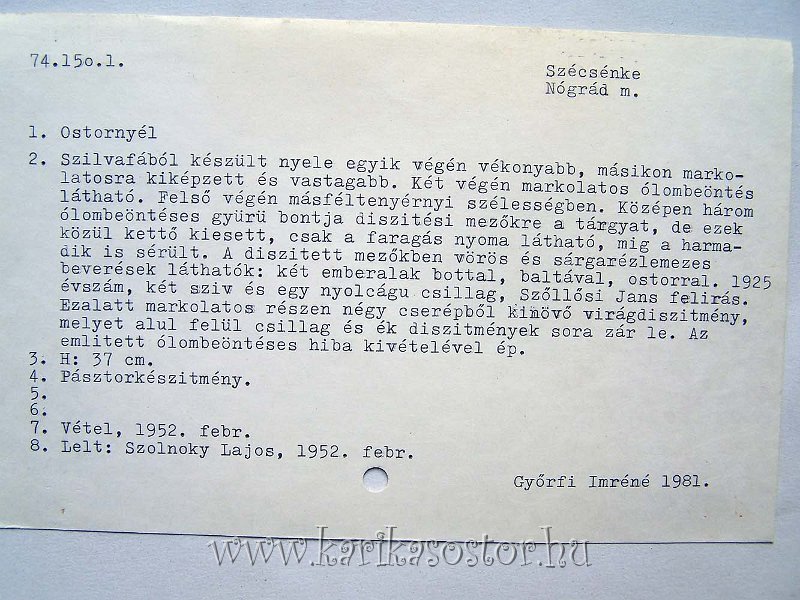 74.15o.1.
Szécsénke
Nógrád m.
1. Ostornyél
2. Szilvafából készült nyele egyik végén vékonyabb, másikon marko-
latosra kiképzett és vastagabb. Két végén markolatos ólombeöntés
látható. Felső végén másféltenyérnyi szélességben. Középen három
ólombeöntéses gyürü bontja diszitési mezőkre a tárgyat, de ezek
közül kettő kiesett, csak a faragás nyoma látható, mig a harma-
dik is sérült. A diszitett mezőkben vörös és sárgarézlemezes
beverések láthatók: két emberalak bottal, baltával, ostorral. 1925
évszám, két sziv és egy nyolcágu csillag, Szőllősi Jans felirás.
Ezalatt markolatos részen négy cserépből kinövő virágdiszitmény,
melyet alul felül csillag és ék diszitmények sora zár le. Az
emlitett ólombeöntéses hiba kivételével ép.
3. H: 37 cm.
4. Pásztorkészitmény.
5.
6.
7. Vétel, 1952. febr.
8. Lelt: Szolnoky Lajos, 1952. febr.
Győrfi Imréné 1981.
www.karikasostor.hu